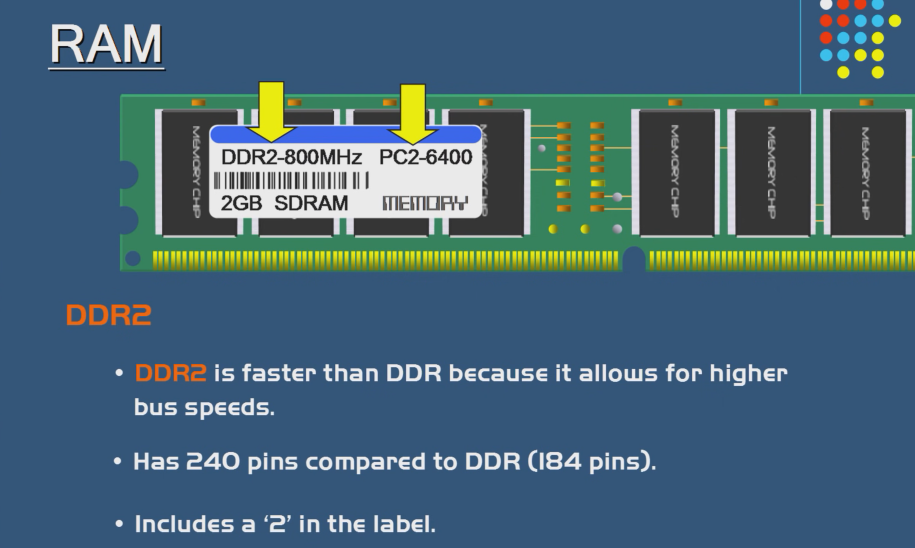 RAM
DDR2-800MHz PC2-6400
2GB SDRAM MEMORY
MEMORY CHIP
MEMORY CHIP
MEMORY CHIP
MEMORY CHIP
MEMORY CHIP
DDR2
• DDR2 is faster than DDR because it allows for higher
bus speeds.
• Has 240 pins compared to DDR (184 pins).
• Includes a ‘2’ in the label.